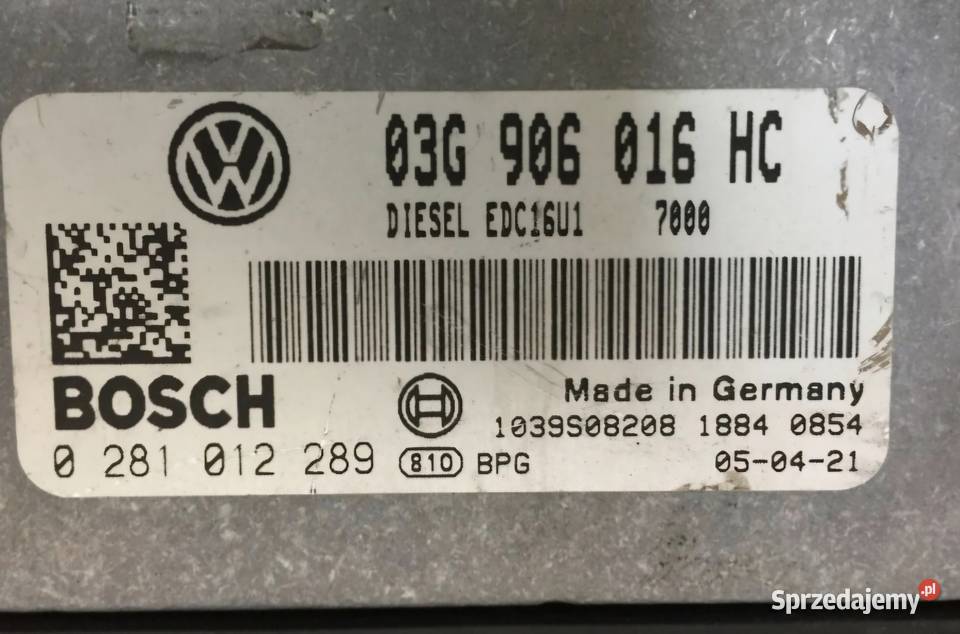 03G 906 016 HC
DIESEL EDC16U1 7000
BOSCH
Made in Germany
1039S08208 1884 0854
0 281 012 289 810 BPG 05-04-21
Sprzedajemy.pl